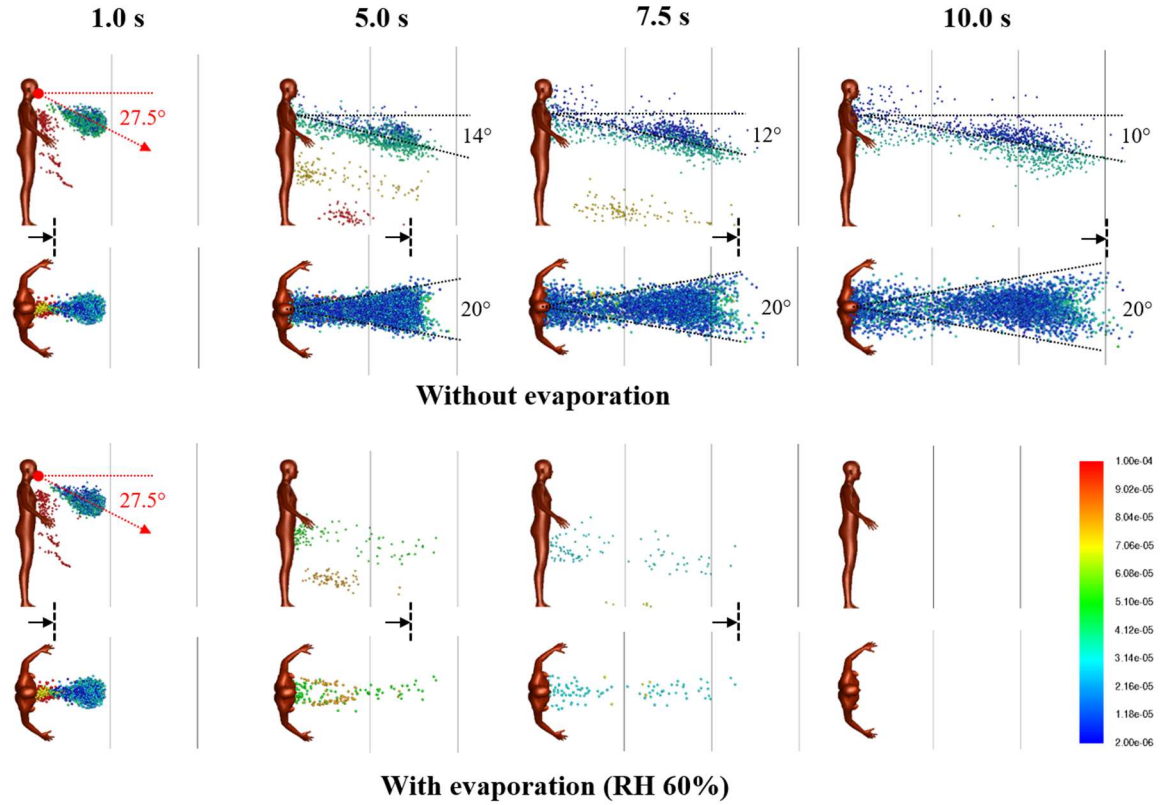 1.0 s
5.0 s
7.5 s
10.0 s
27.5°
14°
12°
10°
20°
20°
20°
Without evaporation
27.5°
1.00e-04
9.02e-05
8.04e-05
7.06e-05
6.08e-05
5.10e-05
4.12e-05
3.14e-05
2.16e-05
1.18e-05
2.00e-06
With evaporation (RH 60%)